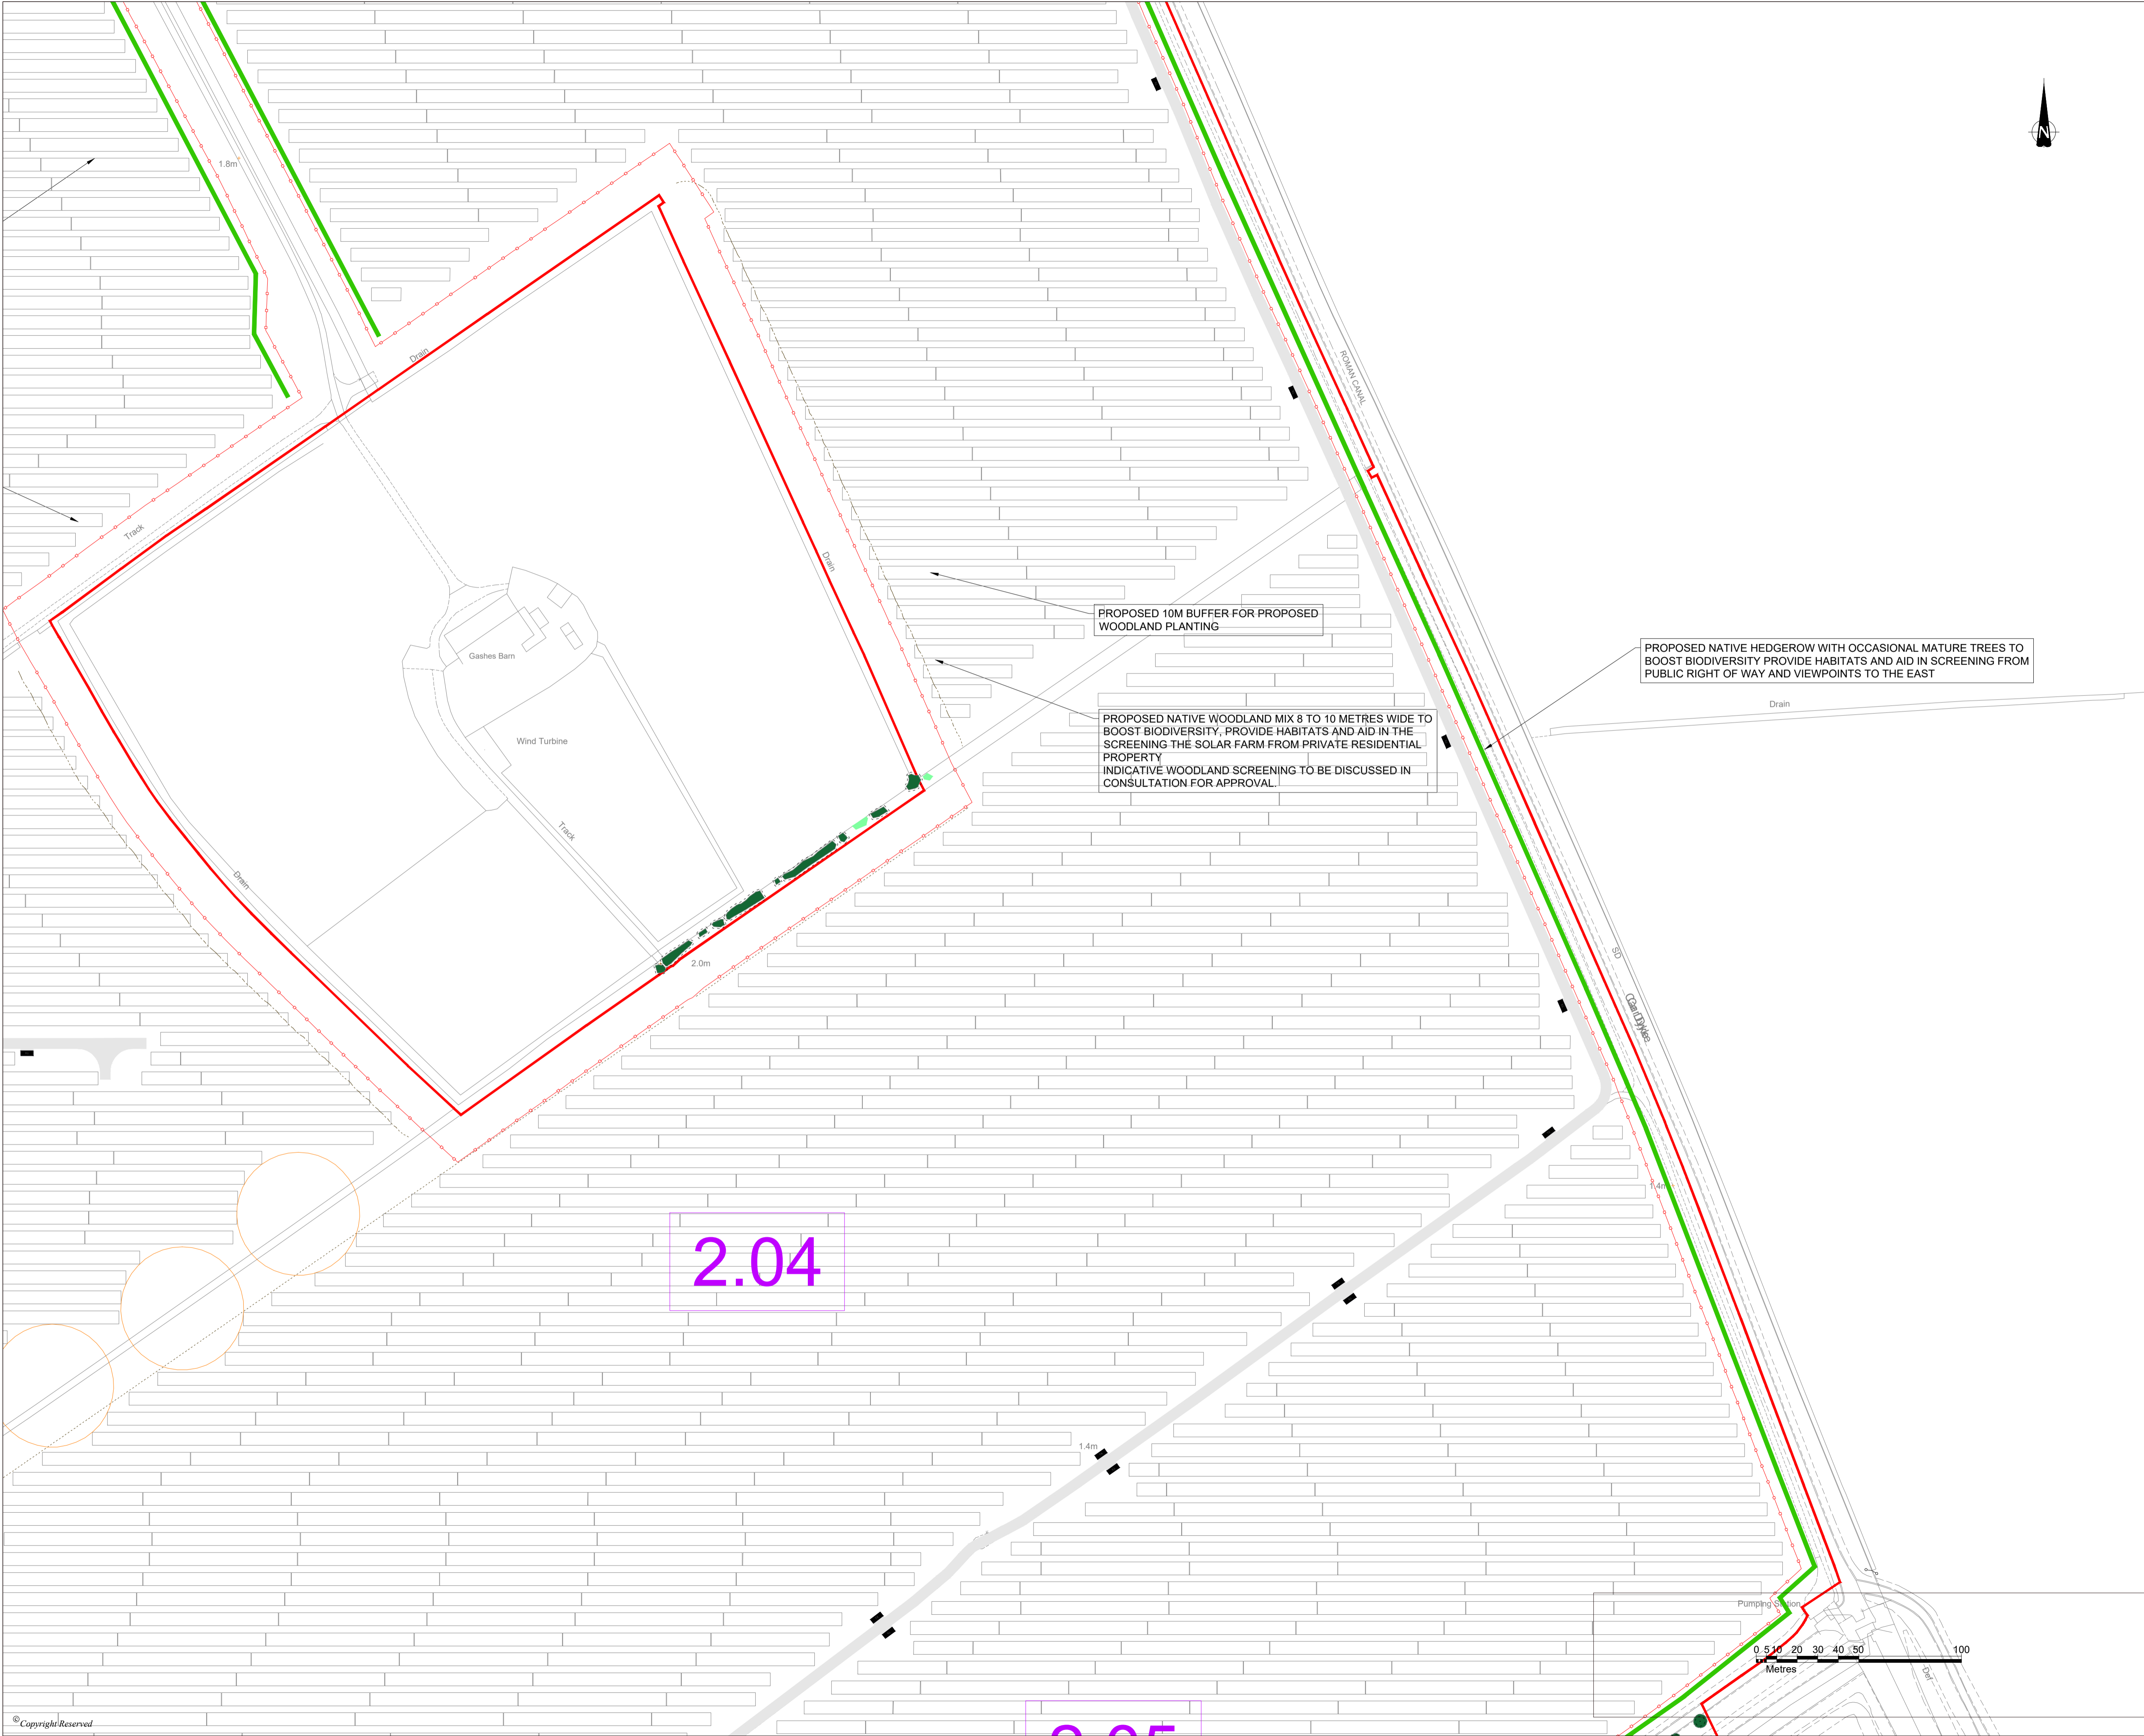 N
1.8m
Drain
ROMAN CANAL
Track
Drain
PROPOSED 10M BUFFER FOR PROPOSED
WOODLAND PLANTING
Gashes Barn
PROPOSED NATIVE HEDGEROW WITH OCCASIONAL MATURE TREES TO
BOOST BIODIVERSITY PROVIDE HABITATS AND AID IN SCREENING FROM
PUBLIC RIGHT OF WAY AND VIEWPOINTS TO THE EAST
Drain
PROPOSED NATIVE WOODLAND MIX 8 TO 10 METRES WIDE TO
BOOST BIODIVERSITY, PROVIDE HABITATS AND AID IN THE
SCREENING THE SOLAR FARM FROM PRIVATE RESIDENTIAL
PROPERTY
INDICATIVE WOODLAND SCREENING TO BE DISCUSSED IN
CONSULTATION FOR APPROVAL.
Wind Turbine
Track
Drain
2.0m
SD
1.4m
2.04
1.4m
Pumping Station
0 5 10 20 30 40 50 100
Metres
Def
© Copyright Reserved